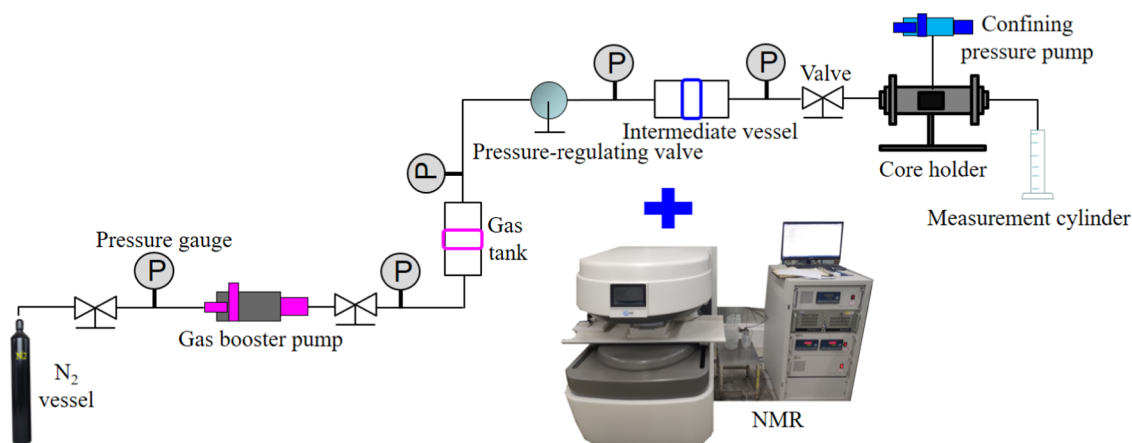 Confining
pressure pump
P
P
Valve
Intermediate vessel
Pressure-regulating valve
P
Core holder
Measurement cylinder
Gas
tank
Pressure gauge
P
P
Gas booster pump
N2
N₂
vessel
NMR